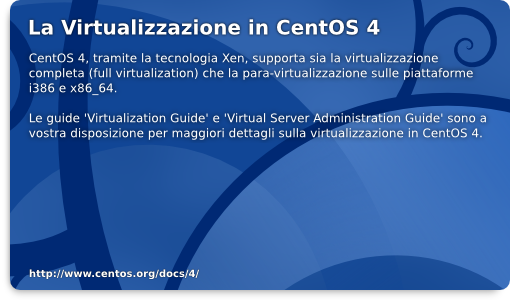 La Virtualizzazione in CentOS 4
CentOS 4, tramite la tecnologia Xen, supporta sia la virtualizzazione
completa (full virtualization) che la para-virtualizzazione sulle piattaforme
i386 e x86_64.
Le guide 'Virtualization Guide' e 'Virtual Server Administration Guide' sono a
vostra disposizione per maggiori dettagli sulla virtualizzazione in CentOS 4.
http://www.centos.org/docs/4/